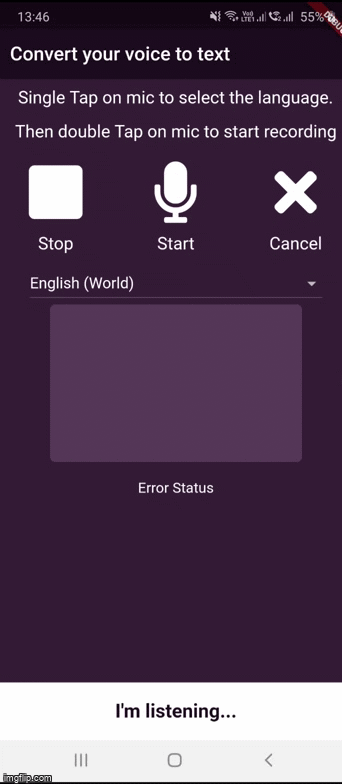 13:46 Vo) LTE1 2 55%
DEBUG
Convert your voice to text
Single Tap on mic to select the language.
Then double Tap on mic to start recording
Stop Start Cancel
English (World)
Error Status
I'm listening...
imgflip.com